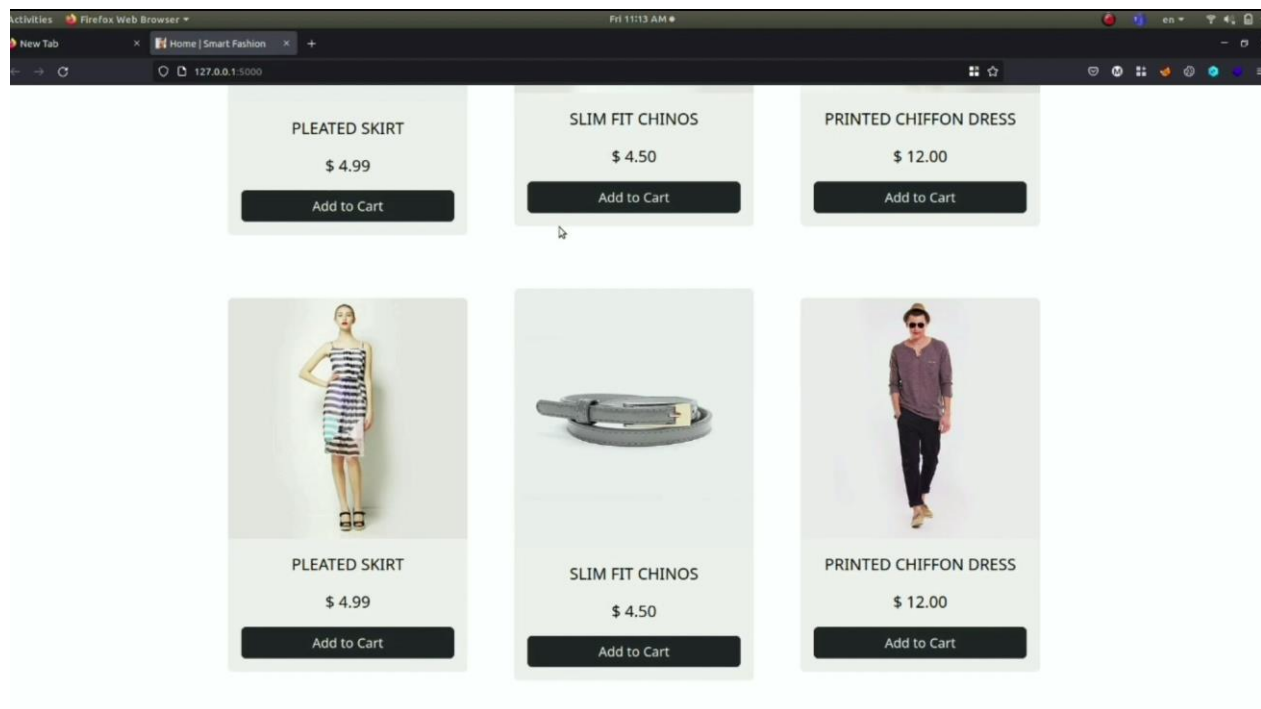 Activities Firefox Web Browser Fri 11:13 AM en
New Tab × Home | Smart Fashion × +
127.0.0.1:5000
PLEATED SKIRT SLIM FIT CHINOS PRINTED CHIFFON DRESS
$ 4.99 $ 4.50 $ 12.00
Add to Cart Add to Cart Add to Cart
PLEATED SKIRT SLIM FIT CHINOS PRINTED CHIFFON DRESS
$ 4.99 $ 4.50 $ 12.00
Add to Cart Add to Cart Add to Cart